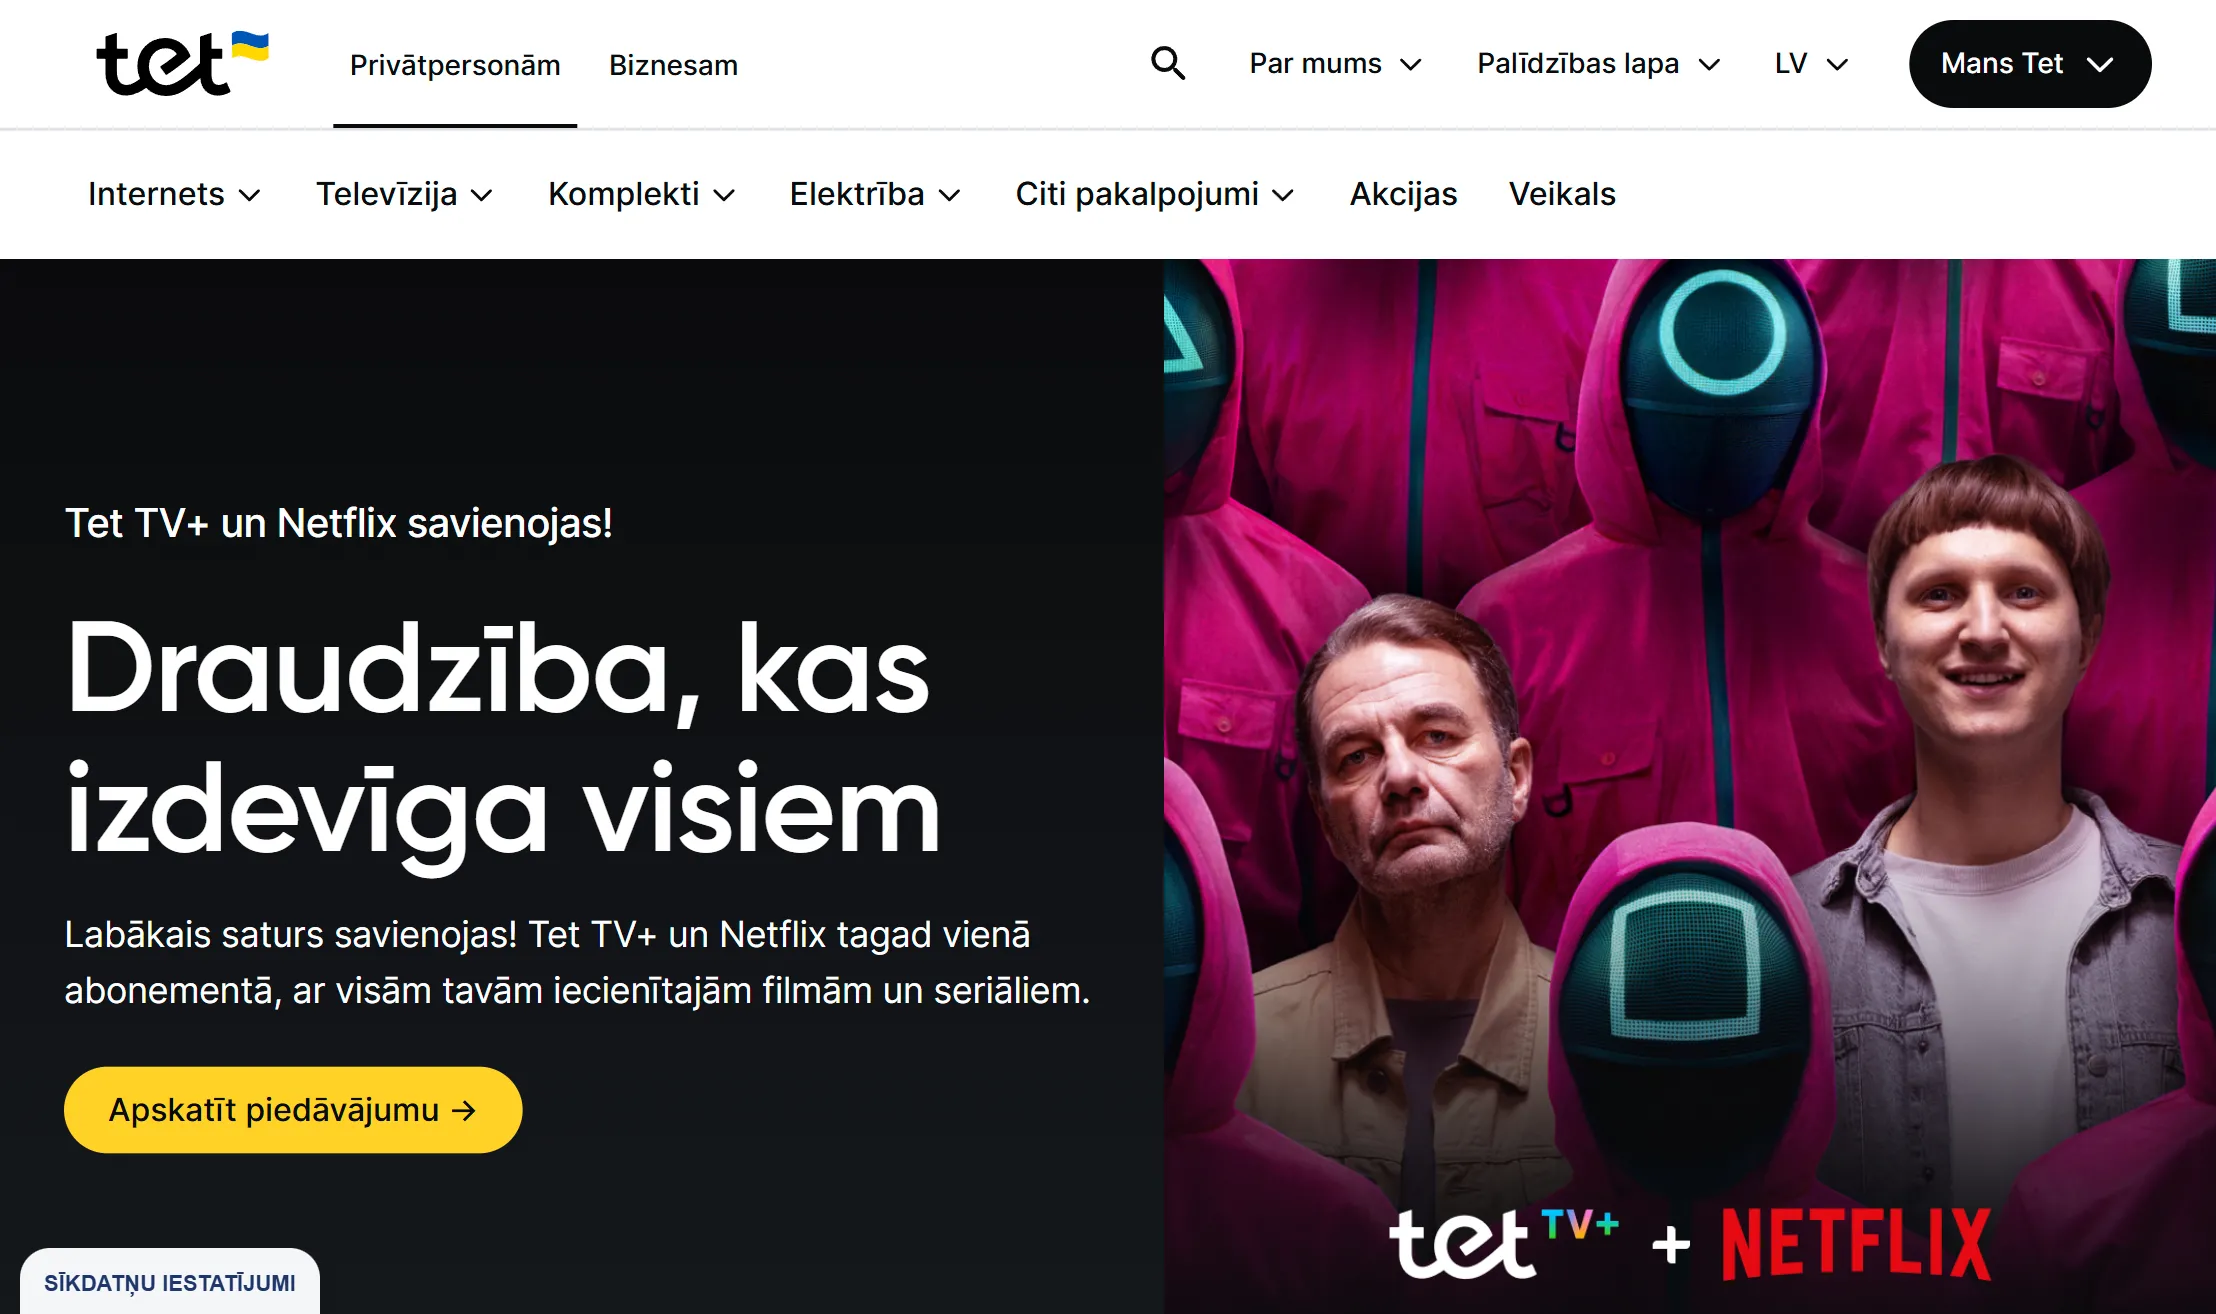 tet
Privātpersonām
Biznesam
Par mums
Palīdzības lapa
LV
Mans Tet
Internets
Televīzija
Komplekti
Elektrība
Citi pakalpojumi
Akcijas
Veikals
Tet TV+ un Netflix savienojas!
Draudzība, kas
izdevīga visiem
Labākais saturs savienojas! Tet TV+ un Netflix tagad vienā
abonementā, ar visām tavām iecienītajām filmām un seriāliem.
Apskatīt piedāvājumu →
tet TV+ + NETFLIX
SĪKDATŅU IESTATĪJUMI